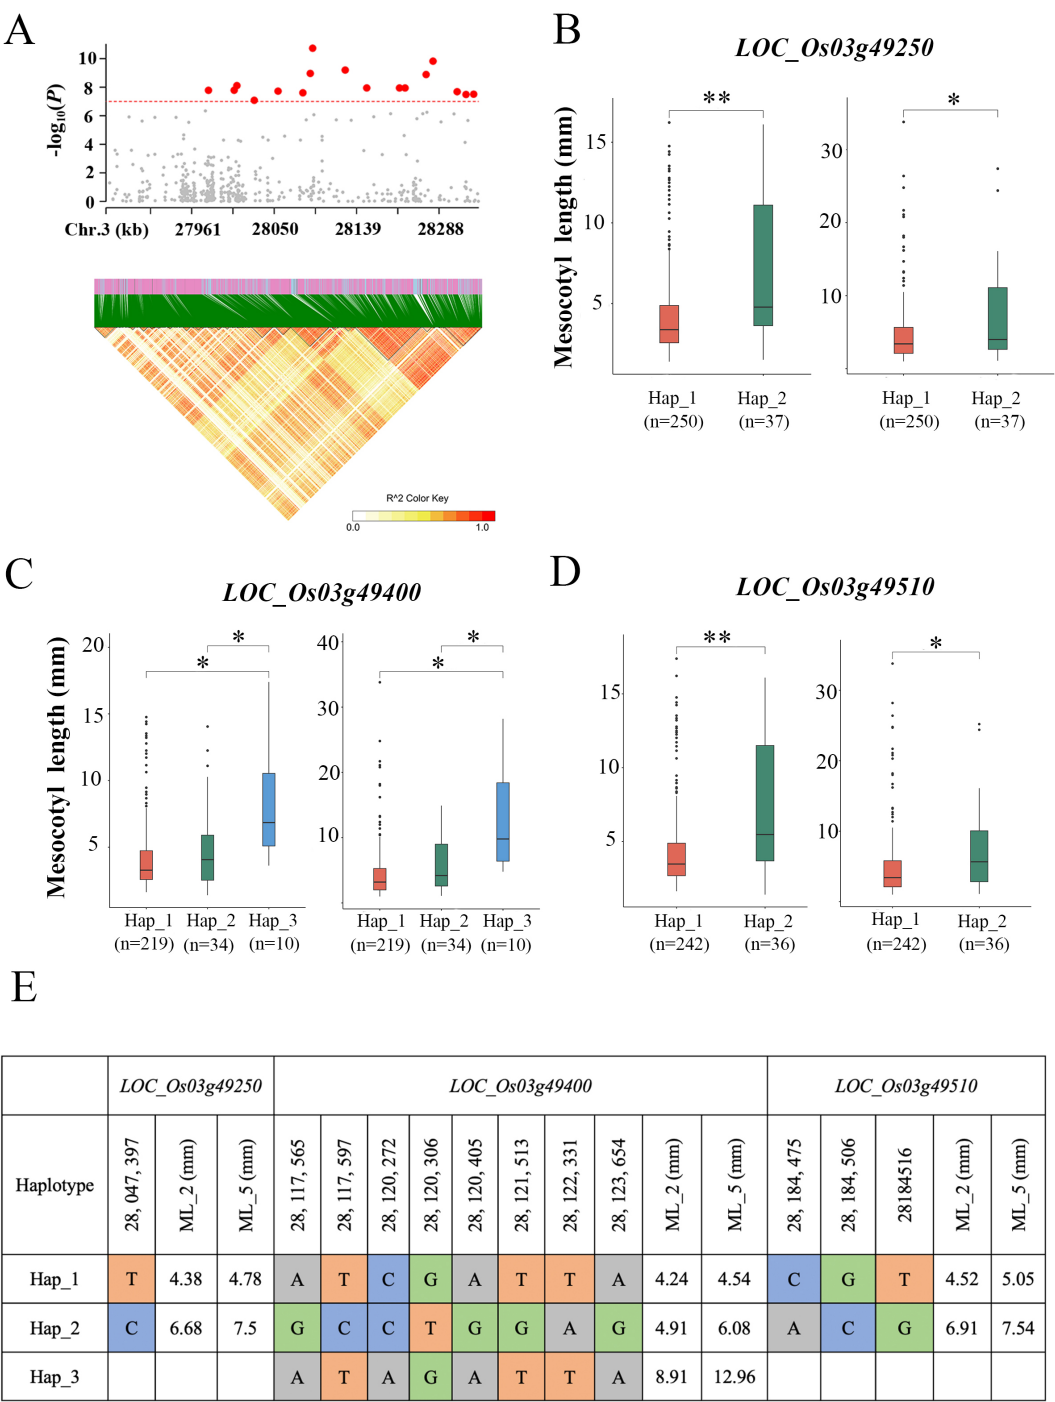 A
-log10(P)
10
8
6
4
2
0
Chr.3 (kb) 27961 28050 28139 28288
R^2 Color Key
0.0 1.0
B
LOC_Os03g49250
Mesocotyl length (mm)
** *
15
10
5
30
20
10
Hap_1 Hap_2 Hap_1 Hap_2
(n=250) (n=37) (n=250) (n=37)
C
LOC_Os03g49400
Mesocotyl length (mm)
* *
* *
20
15
10
5
40
30
20
10
Hap_1 Hap_2 Hap_3 Hap_1 Hap_2 Hap_3
(n=219) (n=34) (n=10) (n=219) (n=34) (n=10)
D
LOC_Os03g49510
** *
15
10
5
30
20
10
Hap_1 Hap_2 Hap_1 Hap_2
(n=242) (n=36) (n=242) (n=36)
E
LOC_Os03g49250 LOC_Os03g49400 LOC_Os03g49510
Haplotype 28, 047, 397 ML_2 (mm) ML_5 (mm) 28, 117, 565 28, 117, 597 28, 120, 272 28, 120, 306 28, 120, 405 28, 121, 513 28, 122, 331 28, 123, 654 ML_2 (mm) ML_5 (mm) 28, 184, 475 28, 184, 506 28184516 ML_2 (mm) ML_5 (mm)
Hap_1 T 4.38 4.78 A T C G A T T A 4.24 4.54 C G T 4.52 5.05
Hap_2 C 6.68 7.5 G C C T G G A G 4.91 6.08 A C G 6.91 7.54
Hap_3 A T A G A T T A 8.91 12.96